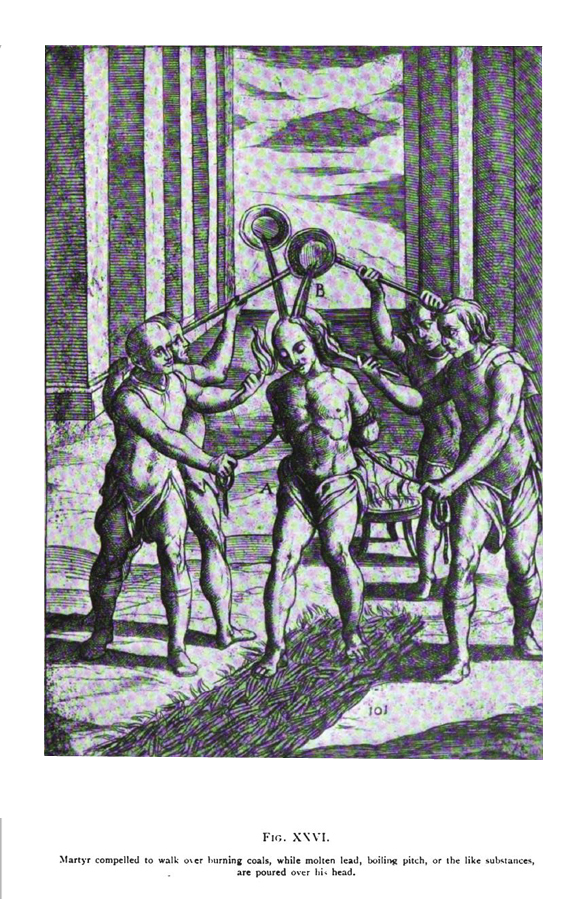 B
A
101
FIG. XXVI.
Martyr compelled to walk over burning coals, while molten lead, boiling pitch, or the like substances,
are poured over his head.